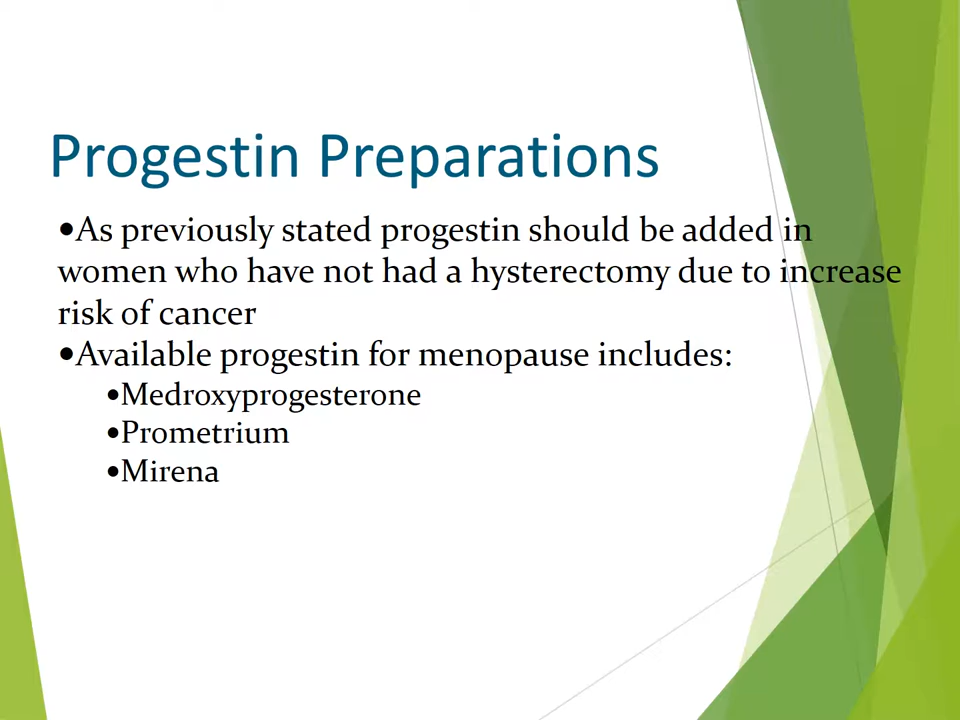 Progestin Preparations
•As previously stated progestin should be added in
women who have not had a hysterectomy due to increase
risk of cancer
•Available progestin for menopause includes:
•Medroxyprogesterone
•Prometrium
•Mirena